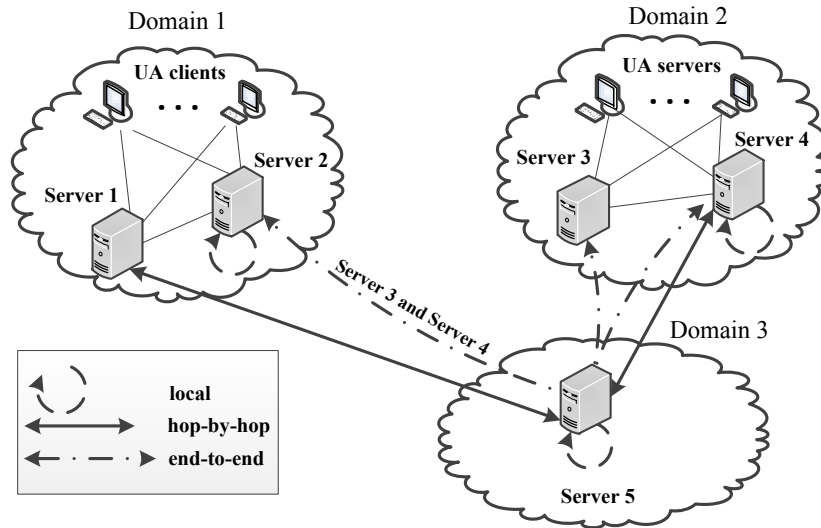 Domain 1
Domain 2
UA clients
UA servers
Server 2
Server 4
Server 3
Server 1
Server 3 and Server 4
Domain 3
local
hop-by-hop
end-to-end
Server 5